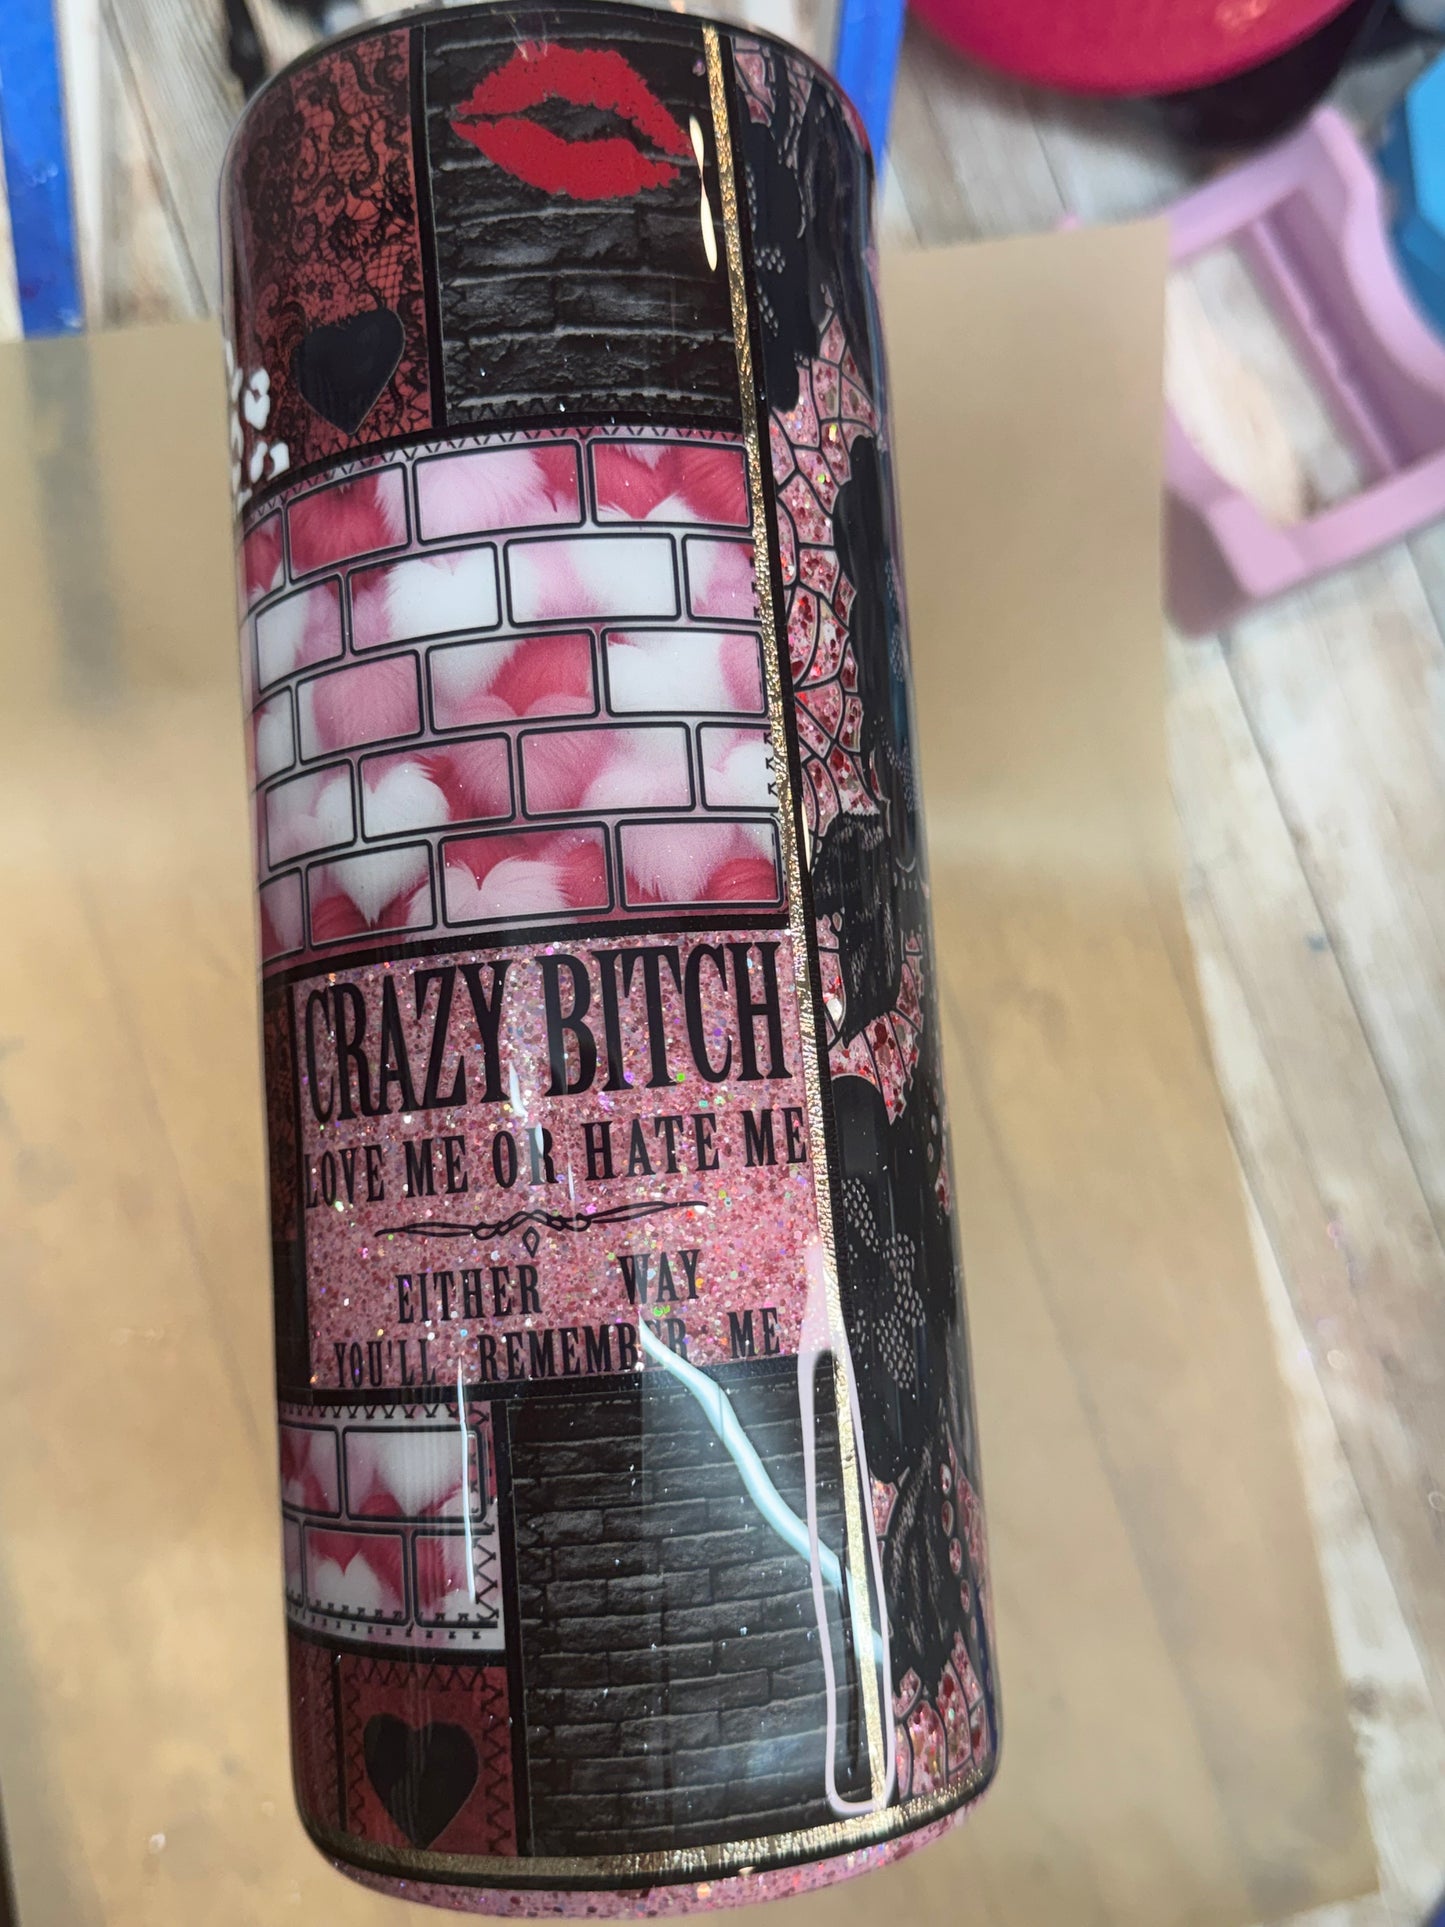 CRAZY BITCH
LOVE ME OR HATE ME
EITHER WAY
YOU'LL REMEMBER ME